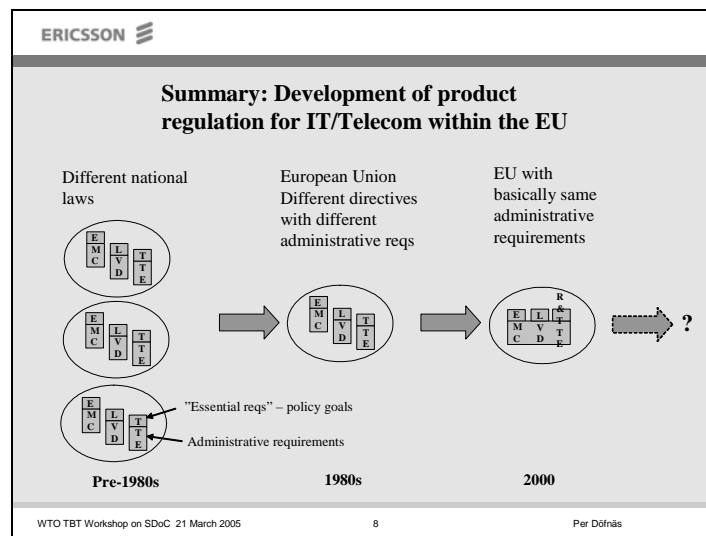 ERICSSON
Summary: Development of product
regulation for IT/Telecom within the EU
Different national
laws
European Union
Different directives
with different
administrative reqs
EU with
basically same
administrative
requirements
E
M
C
L
V
D
T
T
E
E
M
C
L
V
D
T
T
E
E
M
C
L
V
D
T
T
E
E
M
C
L
V
D
T
T
E
E
M
C
L
V
D
R
&
T
T
E
?
”Essential reqs” – policy goals
Administrative requirements
Pre-1980s
1980s
2000
WTO TBT Workshop on SDoC 21 March 2005
8
Per Döfnäs